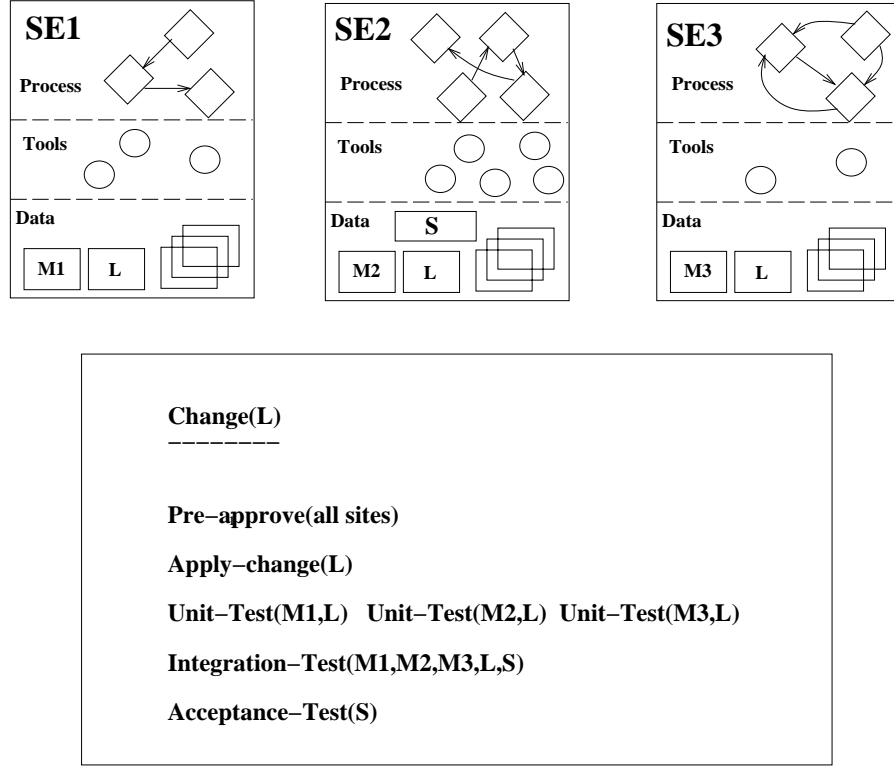 SE1
Process
Tools
Data
M1 L
SE2
Process
Tools
Data
S
M2 L
SE3
Process
Tools
Data
M3 L
Change(L)
−−−−−−−−
Pre−approve(all sites)
Apply−change(L)
Unit−Test(M1,L) Unit−Test(M2,L) Unit−Test(M3,L)
Integration−Test(M1,M2,M3,L,S)
Acceptance−Test(S)